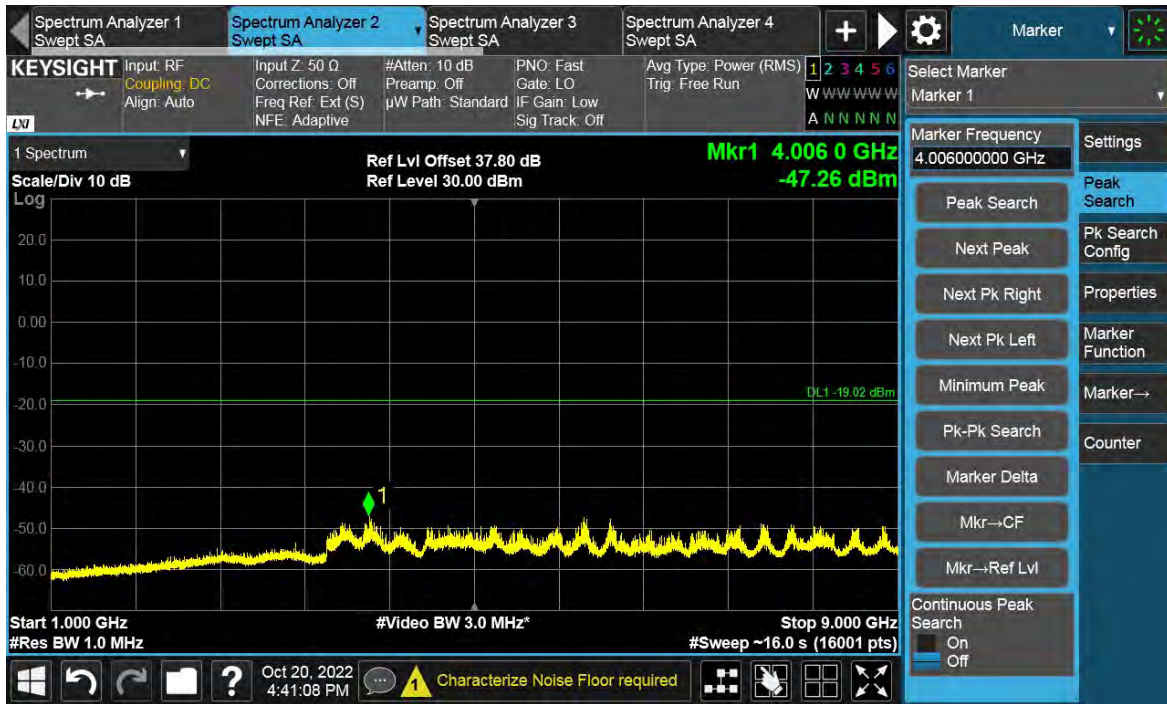 Spectrum Analyzer 1
Swept SA
Spectrum Analyzer 2
Swept SA
Spectrum Analyzer 3
Swept SA
Spectrum Analyzer 4
Swept SA
+
Marker
KEYSIGHT
LXI
Input: RF
Coupling: DC
Align: Auto
Input Z: 50 Ω
Corrections: Off
Freq Ref: Ext (S)
NFE: Adaptive
#Atten: 10 dB
Preamp: Off
µW Path: Standard
PNO: Fast
Gate: LO
IF Gain: Low
Sig Track: Off
Avg Type: Power (RMS)
Trig: Free Run
1 2 3 4 5 6
W W W W W W
A N N N N N
Select Marker
Marker 1
1 Spectrum
Scale/Div 10 dB
Log
Ref Lvl Offset 37.80 dB
Ref Level 30.00 dBm
Mkr1 4.006 0 GHz
-47.26 dBm
20.0
10.0
0.00
-10.0
-20.0
-30.0
-40.0
-50.0
-60.0
DL1 -19.02 dBm
1
Start 1.000 GHz
#Res BW 1.0 MHz
#Video BW 3.0 MHz*
Stop 9.000 GHz
#Sweep ~16.0 s (16001 pts)
Marker Frequency
4.006000000 GHz
Peak Search
Next Peak
Next Pk Right
Next Pk Left
Minimum Peak
Pk-Pk Search
Marker Delta
Mkr→CF
Mkr→Ref Lvl
Continuous Peak
Search
On
Off
Settings
Peak
Search
Pk Search
Config
Properties
Marker
Function
Marker→
Counter
?
Oct 20, 2022
4:41:08 PM
1
Characterize Noise Floor required